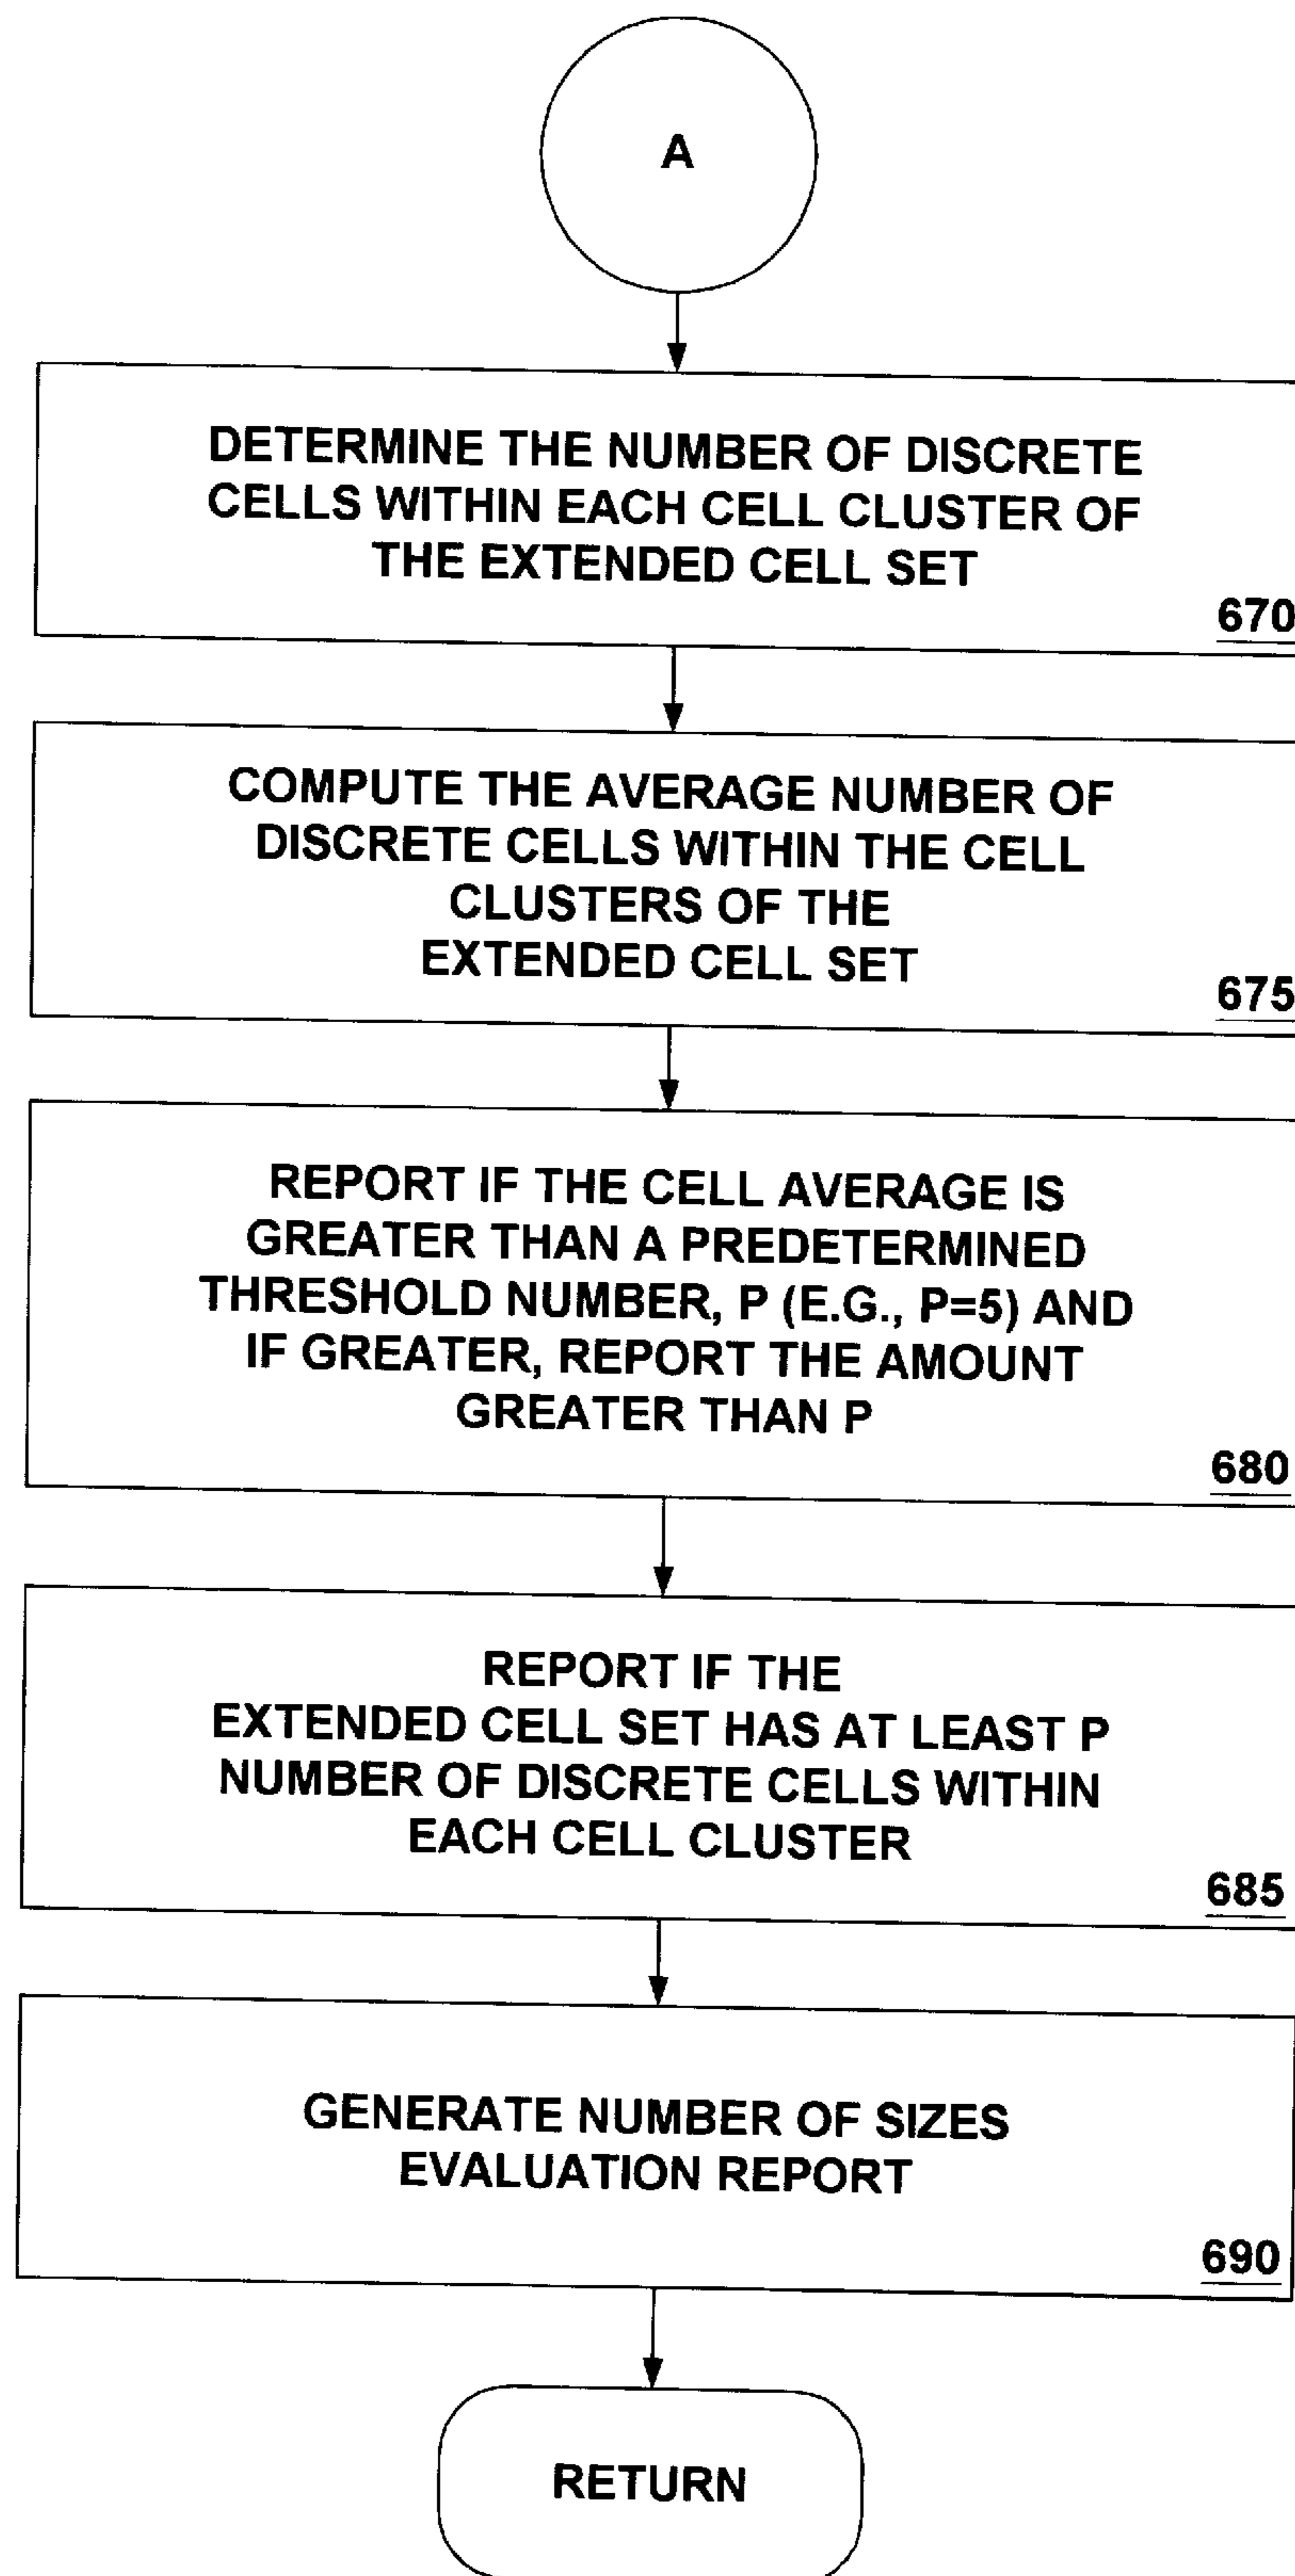 A
DETERMINE THE NUMBER OF DISCRETE
CELLS WITHIN EACH CELL CLUSTER OF
THE EXTENDED CELL SET
670
COMPUTE THE AVERAGE NUMBER OF
DISCRETE CELLS WITHIN THE CELL
CLUSTERS OF THE
EXTENDED CELL SET
675
REPORT IF THE CELL AVERAGE IS
GREATER THAN A PREDETERMINED
THRESHOLD NUMBER, P (E.G., P=5) AND
IF GREATER, REPORT THE AMOUNT
GREATER THAN P
680
REPORT IF THE
EXTENDED CELL SET HAS AT LEAST P
NUMBER OF DISCRETE CELLS WITHIN
EACH CELL CLUSTER
685
GENERATE NUMBER OF SIZES
EVALUATION REPORT
690
RETURN